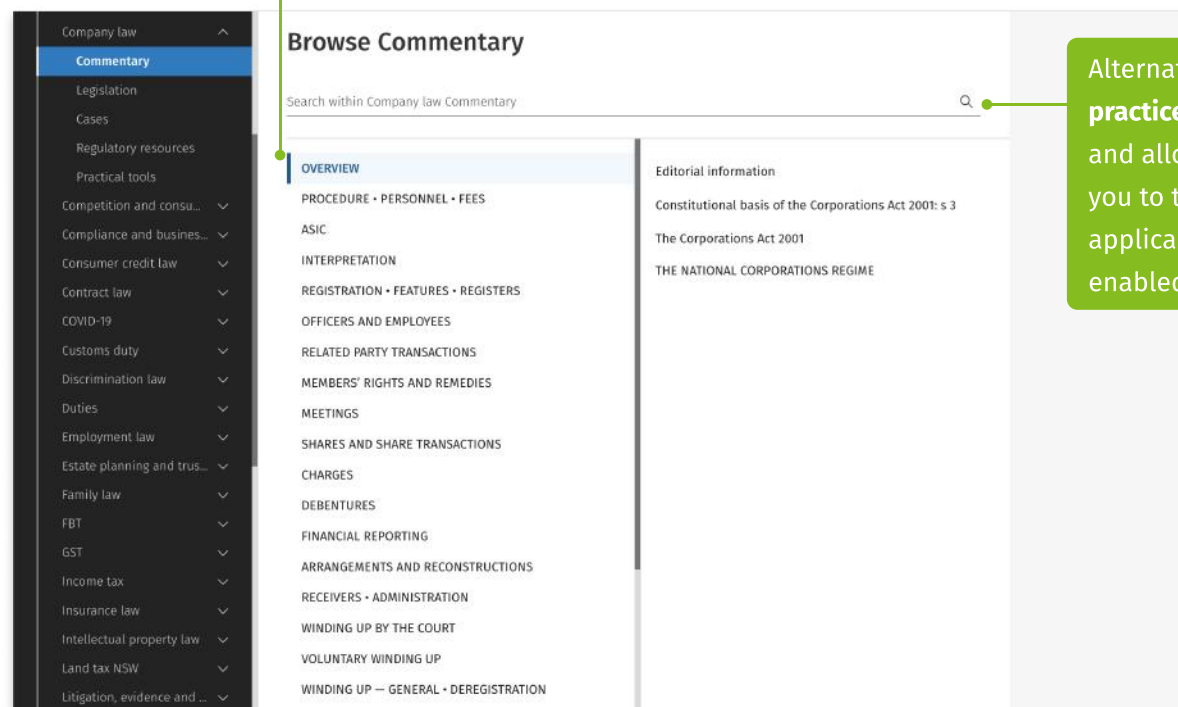 Company law
Commentary
Legislation
Cases
Regulatory resources
Practical tools
Competition and consu...
Compliance and busines...
Consumer credit law
Contract law
COVID-19
Customs duty
Discrimination law
Duties
Employment law
Estate planning and trus...
Family law
FBT
GST
Income tax
Insurance law
Intellectual property law
Land tax NSW
Litigation, evidence and ...
Browse Commentary
Search within Company law Commentary
OVERVIEW
PROCEDURE • PERSONNEL • FEES
ASIC
INTERPRETATION
REGISTRATION • FEATURES • REGISTERS
OFFICERS AND EMPLOYEES
RELATED PARTY TRANSACTIONS
MEMBERS' RIGHTS AND REMEDIES
MEETINGS
SHARES AND SHARE TRANSACTIONS
CHARGES
DEBENTURES
FINANCIAL REPORTING
ARRANGEMENTS AND RECONSTRUCTIONS
RECEIVERS • ADMINISTRATION
WINDING UP BY THE COURT
VOLUNTARY WINDING UP
WINDING UP — GENERAL • DEREGISTRATION
Editorial information
Constitutional basis of the Corporations Act 2001: s 3
The Corporations Act 2001
THE NATIONAL CORPORATIONS REGIME
Alterna
practice
and allo
you to t
applica
enabled